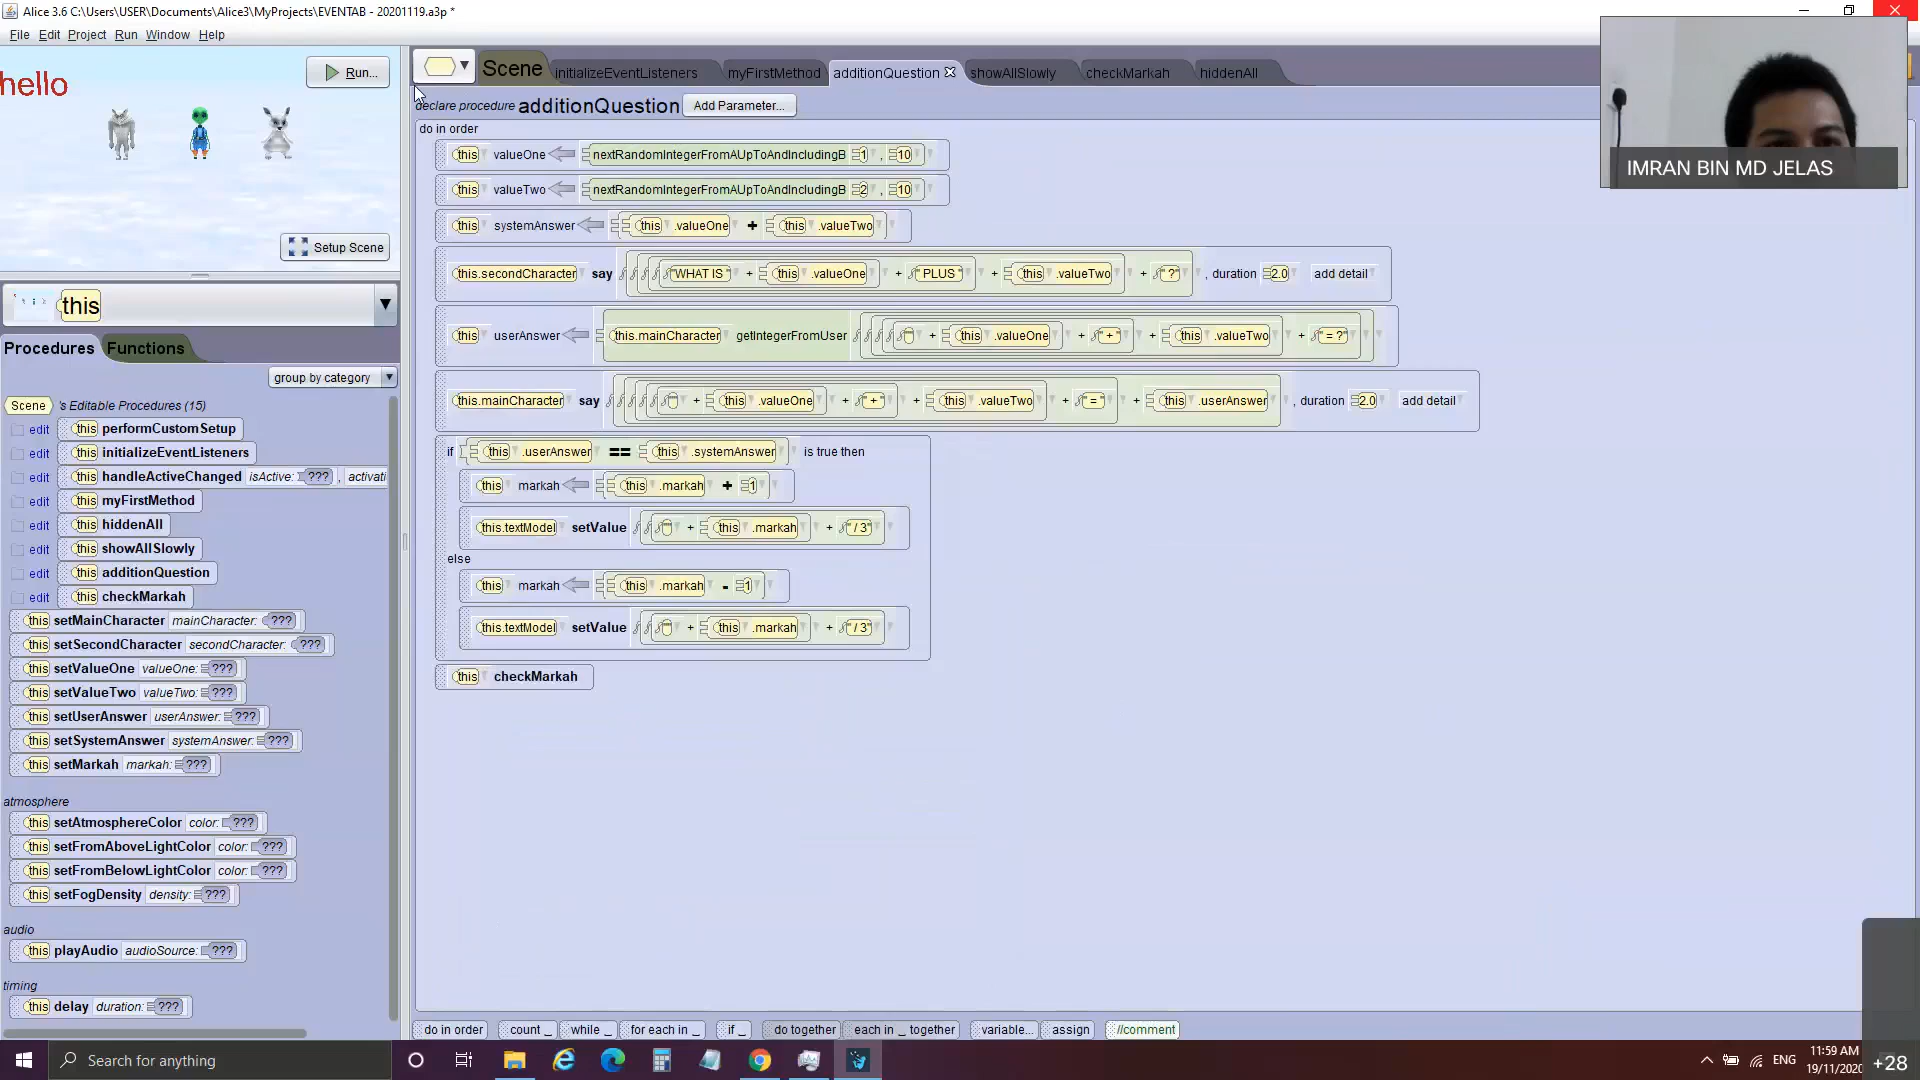 Alice 3.6 C:\Users\USER\Documents\Alice3\MyProjects\EVENTAB - 20201119.a3p *
File Edit Project Run Window Help
hello
Run...
Setup Scene
this
Procedures Functions
group by category
Scene 's Editable Procedures (15)
edit this performCustomSetup
edit this initializeEventListeners
edit this handleActiveChanged isActive: ??? , activati
edit this myFirstMethod
edit this hiddenAll
edit this showAllSlowly
edit this additionQuestion
edit this checkMarkah
this setMainCharacter mainCharacter: ???
this setSecondCharacter secondCharacter: ???
this setValueOne valueOne: ???
this setValueTwo valueTwo: ???
this setUserAnswer userAnswer: ???
this setSystemAnswer systemAnswer: ???
this setMarkah markah: ???
atmosphere
this setAtmosphereColor color: ???
this setFromAboveLightColor color: ???
this setFromBelowLightColor color: ???
this setFogDensity density: ???
audio
this playAudio audioSource: ???
timing
this delay duration: ???
Scene initializeEventListeners myFirstMethod additionQuestion showAllSlowly checkMarkah hiddenAll
declare procedure additionQuestion Add Parameter...
do in order
this valueOne nextRandomIntegerFromAUpToAndIncludingB 1 , 10
this valueTwo nextRandomIntegerFromAUpToAndIncludingB 2 , 10
this systemAnswer this .valueOne + this .valueTwo
this.secondCharacter say "WHAT IS " + this .valueOne + " PLUS " + this .valueTwo + " ?" , duration 2.0 add detail
this userAnswer this.mainCharacter getIntegerFromUser "" + this .valueOne + " + " + this .valueTwo + " = ?"
this.mainCharacter say "" + this .valueOne + " + " + this .valueTwo + " = " + this .userAnswer , duration 2.0 add detail
if this .userAnswer == this .systemAnswer is true then
this markah this .markah + 1
this.textModel setValue "" + this .markah + " / 3"
else
this markah this .markah - 1
this.textModel setValue "" + this .markah + " / 3"
this checkMarkah
do in order count _ while _ for each in _ if _ do together each in _ together variable... assign //comment
IMRAN BIN MD JELAS
Search for anything
ENG
11:59 AM
19/11/2020
+28